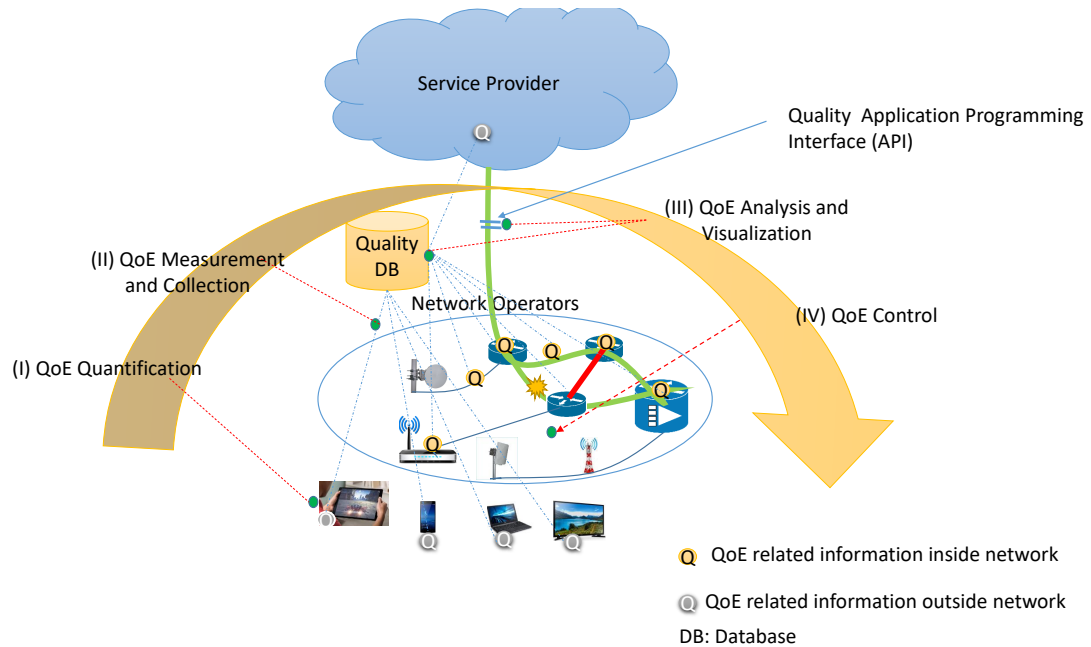 Service Provider
Q
Quality Application Programming
Interface (API)
(III) QoE Analysis and
Visualization
Quality
DB
(II) QoE Measurement
and Collection
Network Operators
(IV) QoE Control
(I) QoE Quantification
Q
Q
Q
Q
Q
Q
Q
Q
Q
Q
Q QoE related information inside network
Q QoE related information outside network
DB: Database